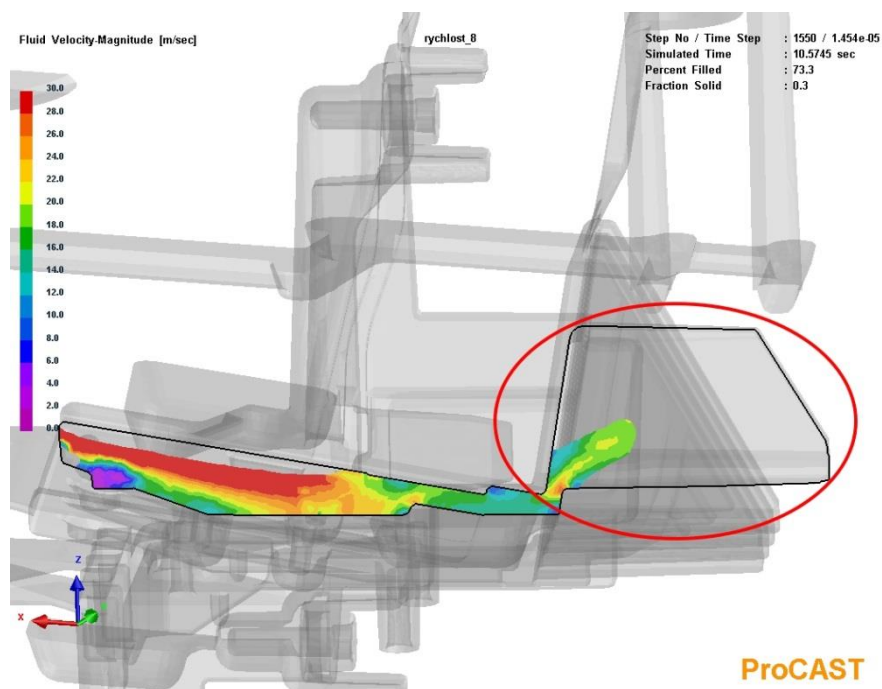 Fluid Velocity-Magnitude [m/sec]
rychlost_8
Step No / Time Step : 1550 / 1.454e-05
Simulated Time : 10.5745 sec
Percent Filled : 73.3
Fraction Solid : 0.3
30.0
28.0
26.0
24.0
22.0
20.0
18.0
16.0
14.0
12.0
10.0
8.0
6.0
4.0
2.0
0.0
Z
X
ProCAST